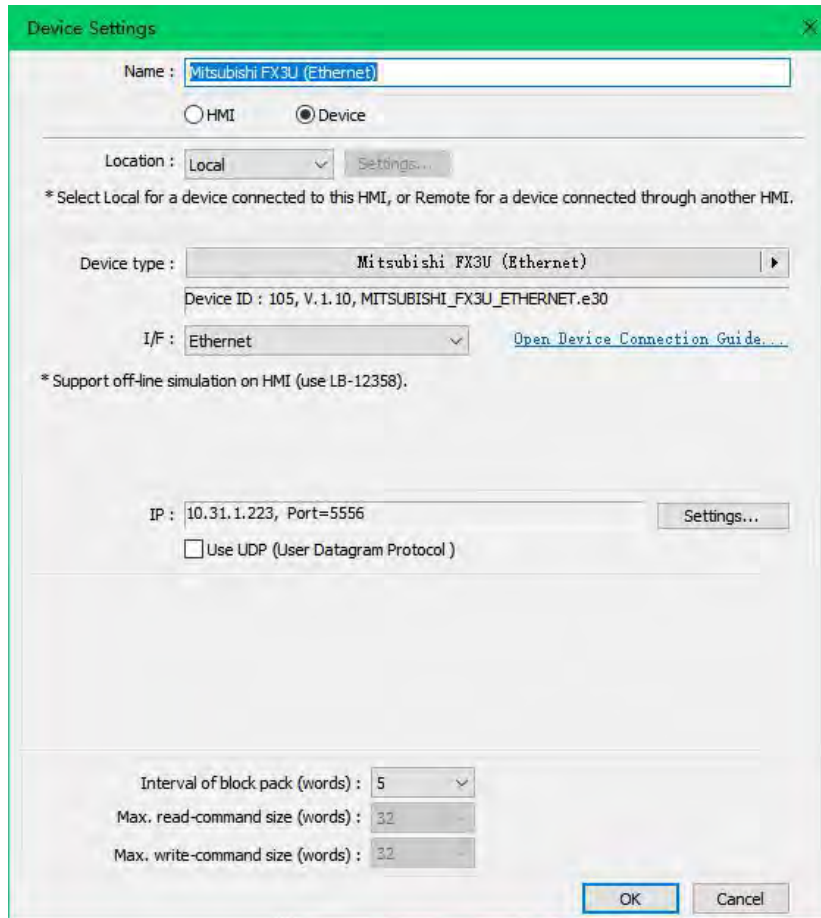 Device Settings
Name : Mitsubishi FX3U (Ethernet)
HMI Device
Location : Local Settings...
* Select Local for a device connected to this HMI, or Remote for a device connected through another HMI.
Device type : Mitsubishi FX3U (Ethernet)
Device ID : 105, V.1.10, MITSUBISHI_FX3U_ETHERNET.e30
I/F : Ethernet Open Device Connection Guide...
* Support off-line simulation on HMI (use LB-12358).
IP : 10.31.1.223, Port=5556 Settings...
Use UDP (User Datagram Protocol )
Interval of block pack (words) : 5
Max. read-command size (words) : 32
Max. write-command size (words) : 32
OK Cancel